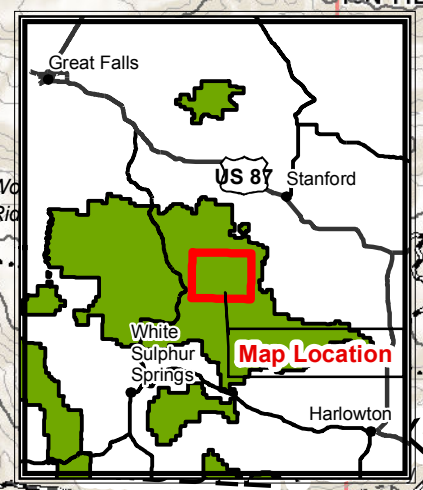 Great Falls
US 87
Stanford
White
Sulphur
Springs
Map Location
Harlowton